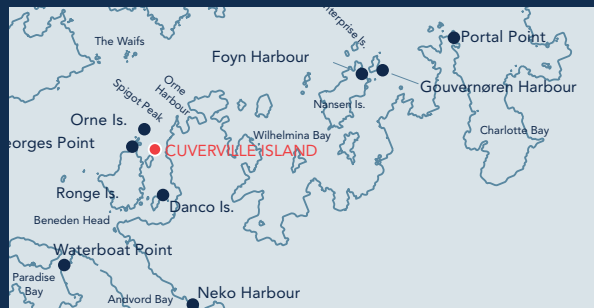 The Waifs
Enterprise Is.
Portal Point
Foyn Harbour
Gouvernøren Harbour
Nansen Is.
Orne Harbour
Spigot Peak
Orne Is.
eorges Point
CUVERVILLE ISLAND
Wilhelmina Bay
Charlotte Bay
Ronge Is.
Danco Is.
Beneden Head
Waterboat Point
Paradise
Bay
Andvord Bay
Neko Harbour